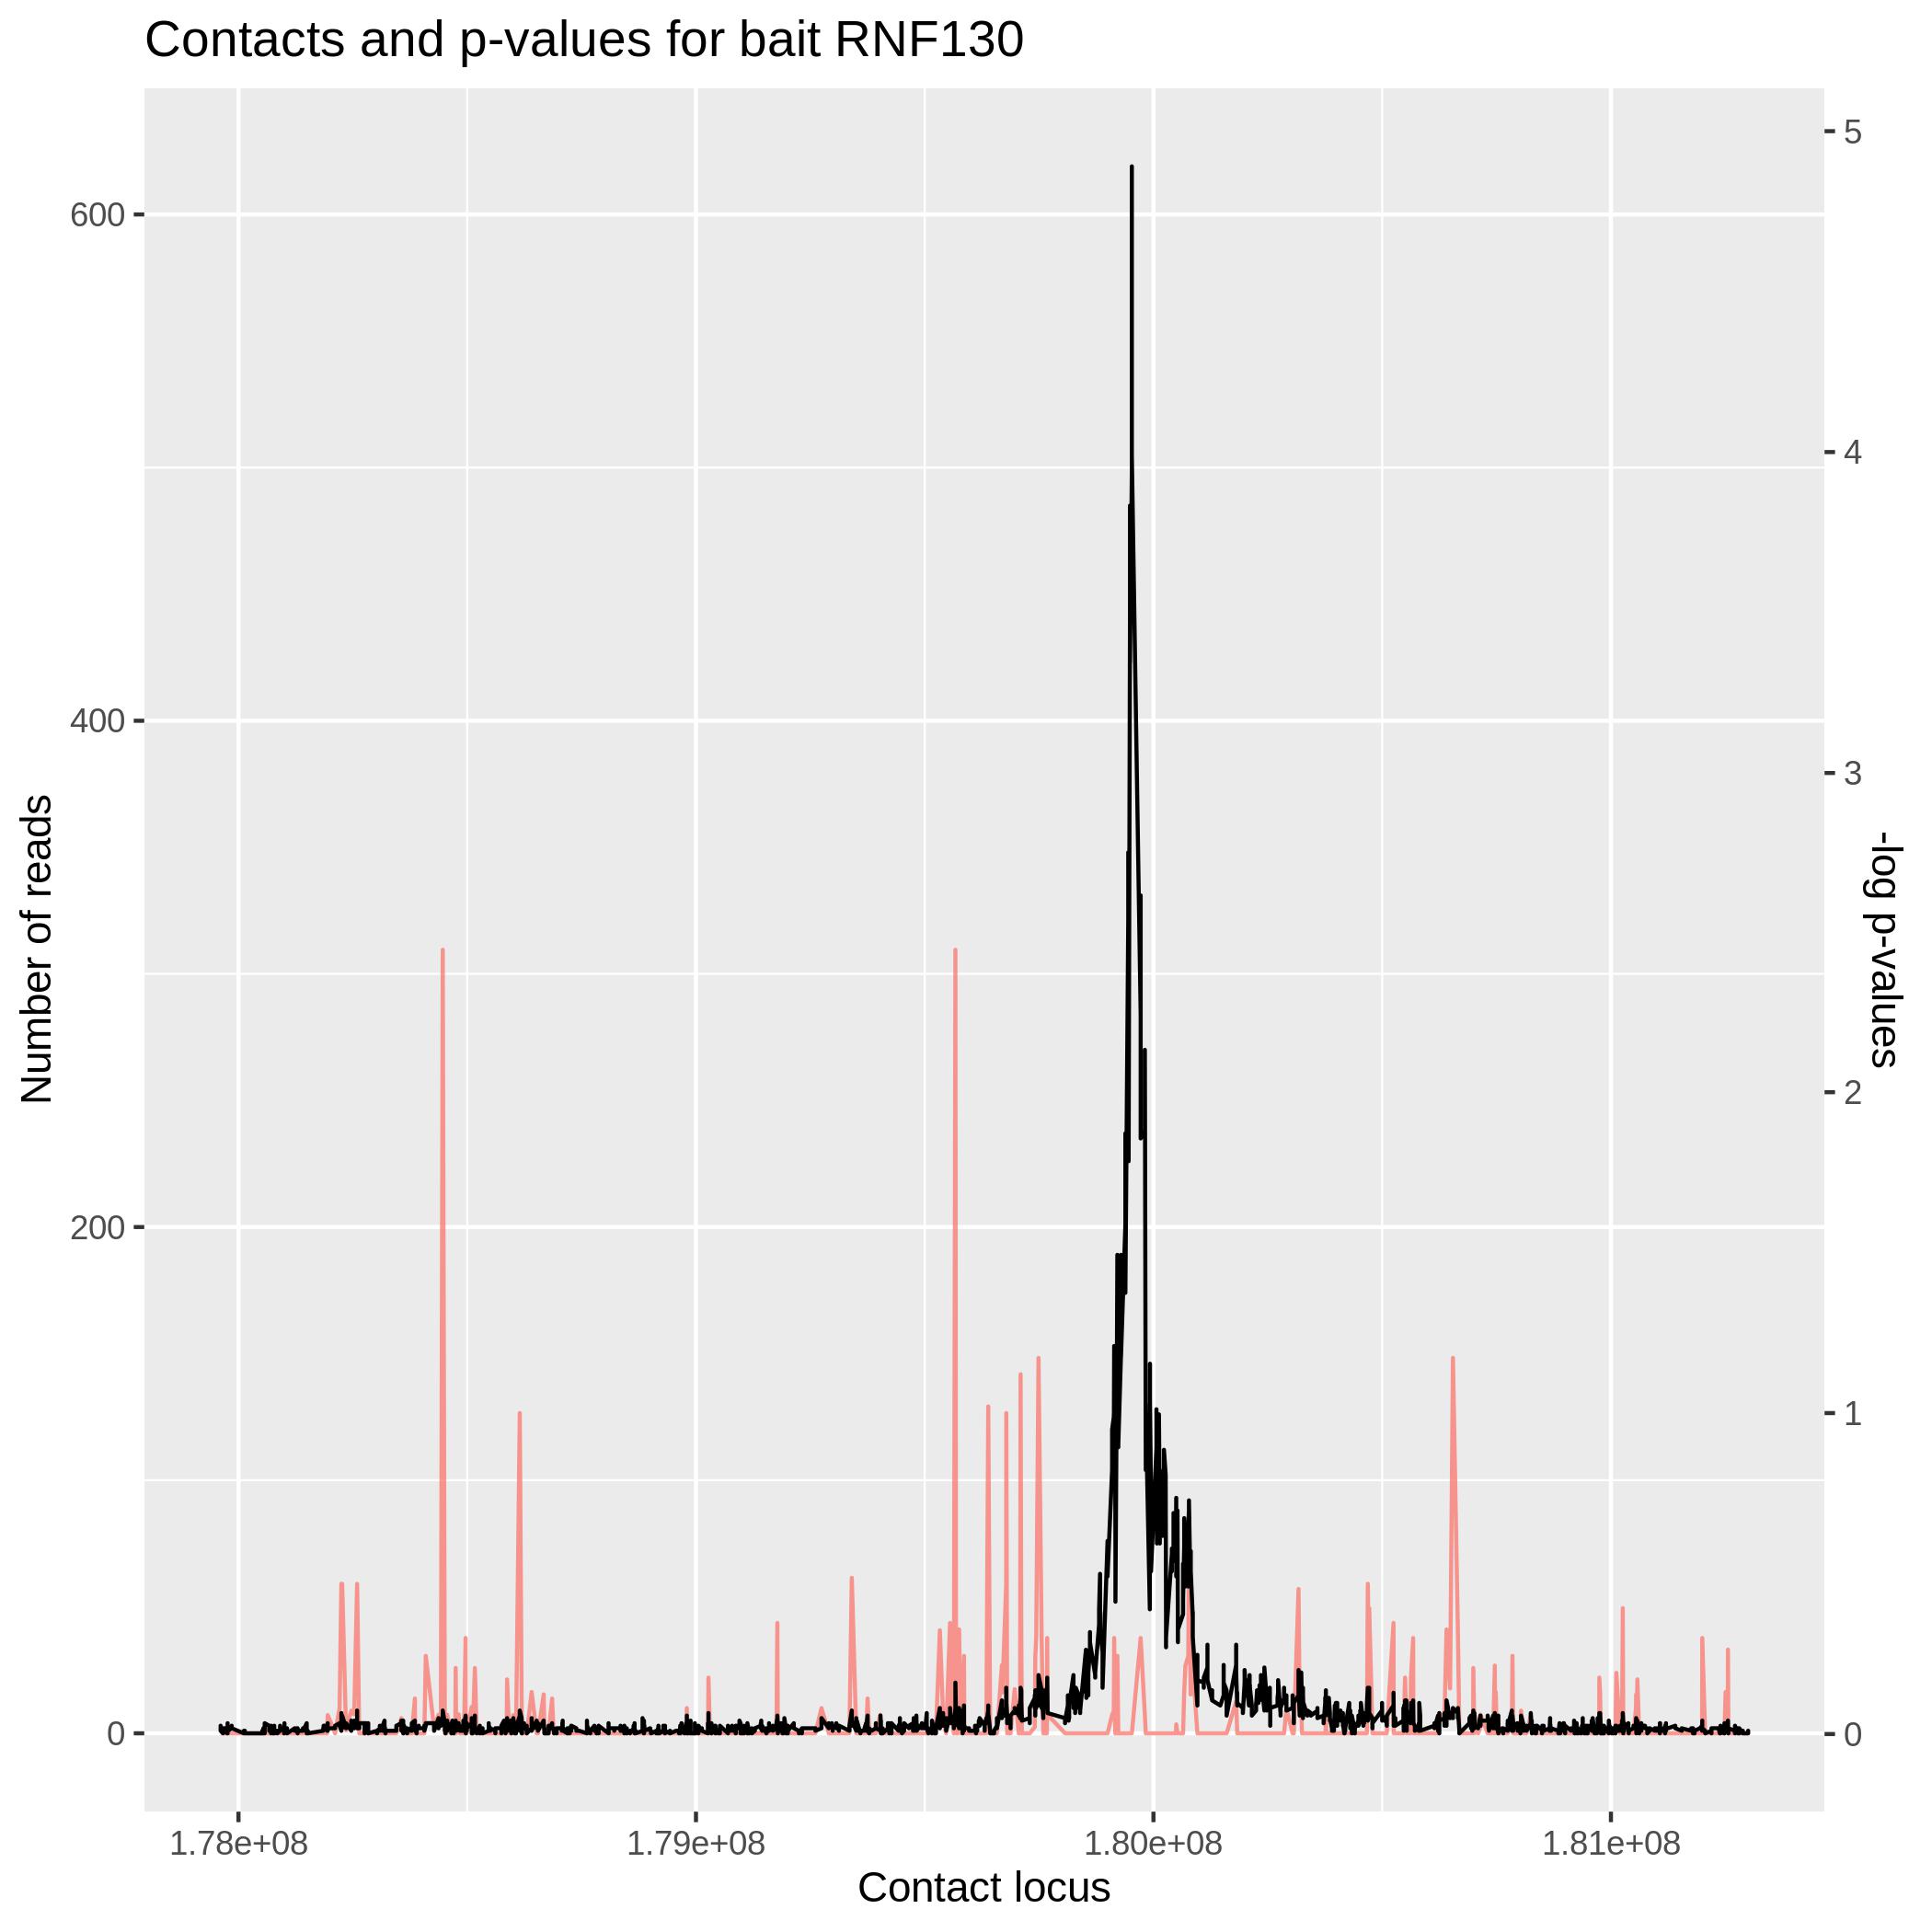 Contacts and p-values for bait RNF130
600
400
200
0
5
4
3
2
1
0
Number of reads
-log p-values
1.78e+08
1.79e+08
1.80e+08
1.81e+08
Contact locus